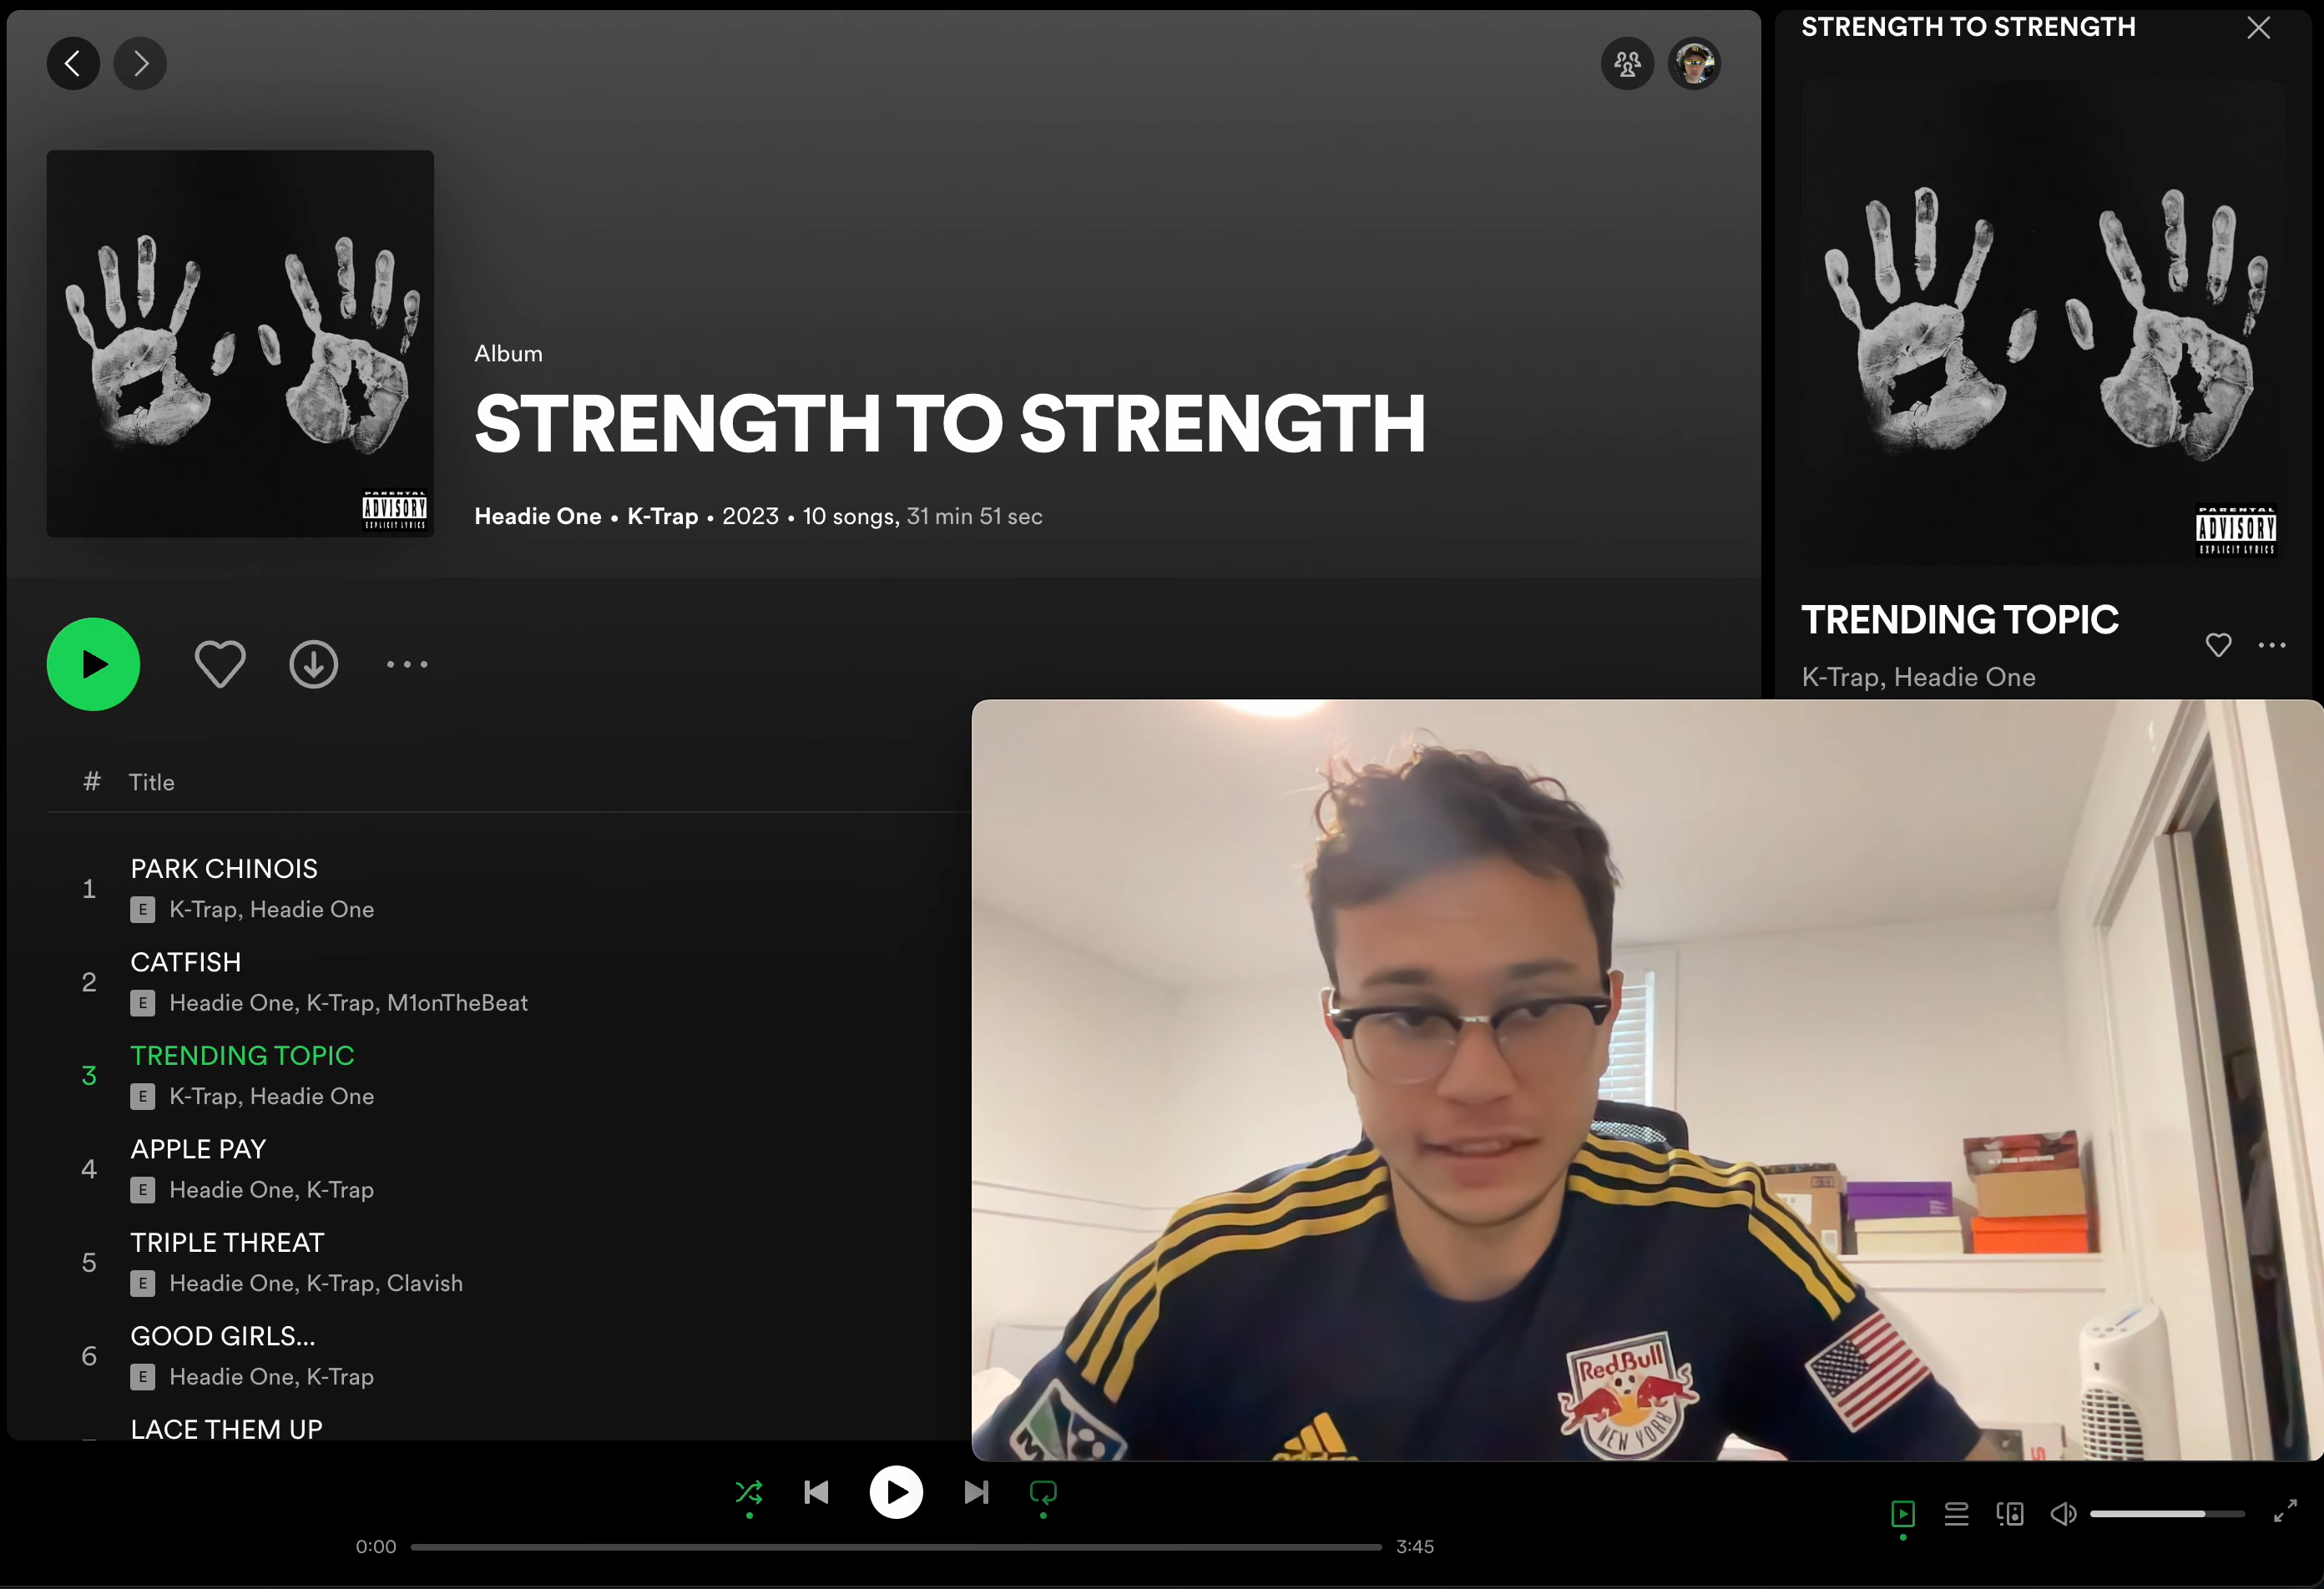 Album
STRENGTH TO STRENGTH
Headie One • K-Trap • 2023 • 10 songs, 31 min 51 sec
PARENTAL
ADVISORY
EXPLICIT LYRICS
# Title
1
PARK CHINOIS
E K-Trap, Headie One
2
CATFISH
E Headie One, K-Trap, M1onTheBeat
3
TRENDING TOPIC
E K-Trap, Headie One
4
APPLE PAY
E Headie One, K-Trap
5
TRIPLE THREAT
E Headie One, K-Trap, Clavish
6
GOOD GIRLS...
E Headie One, K-Trap
LACE THEM UP
STRENGTH TO STRENGTH
PARENTAL
ADVISORY
EXPLICIT LYRICS
TRENDING TOPIC
K-Trap, Headie One
Red Bull
NEW YORK
adidas
0:00
3:45